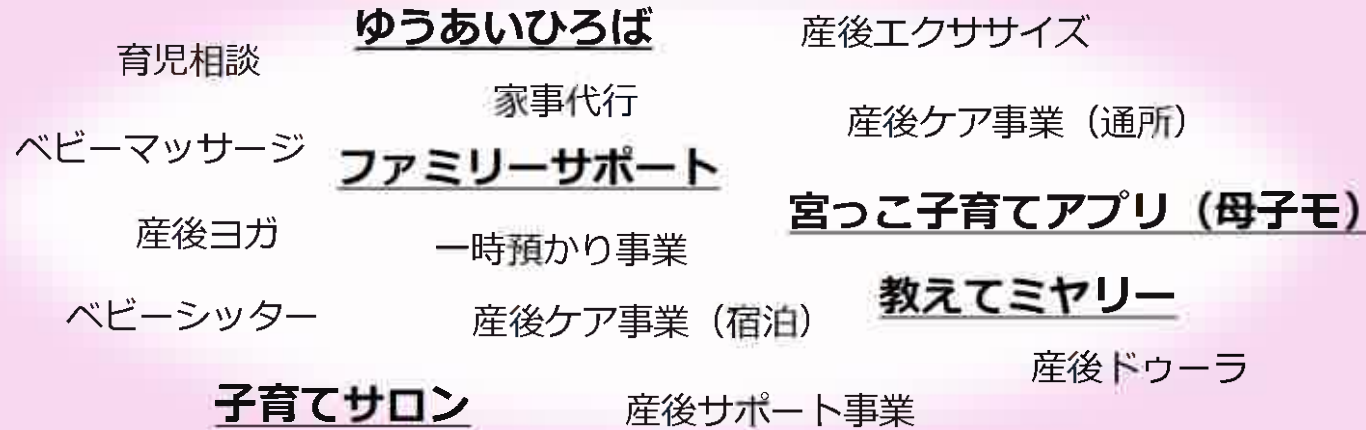 ゆうあいひろば
産後エクササイズ
育児相談
家事代行
産後ケア事業（通所）
ベビーマッサージ
ファミリーサポート
宮っこ子育てアプリ（母子モ）
産後ヨガ
一時預かり事業
教えてミヤリー
ベビーシッター
産後ケア事業（宿泊）
産後ドゥーラ
子育てサロン
産後サポート事業